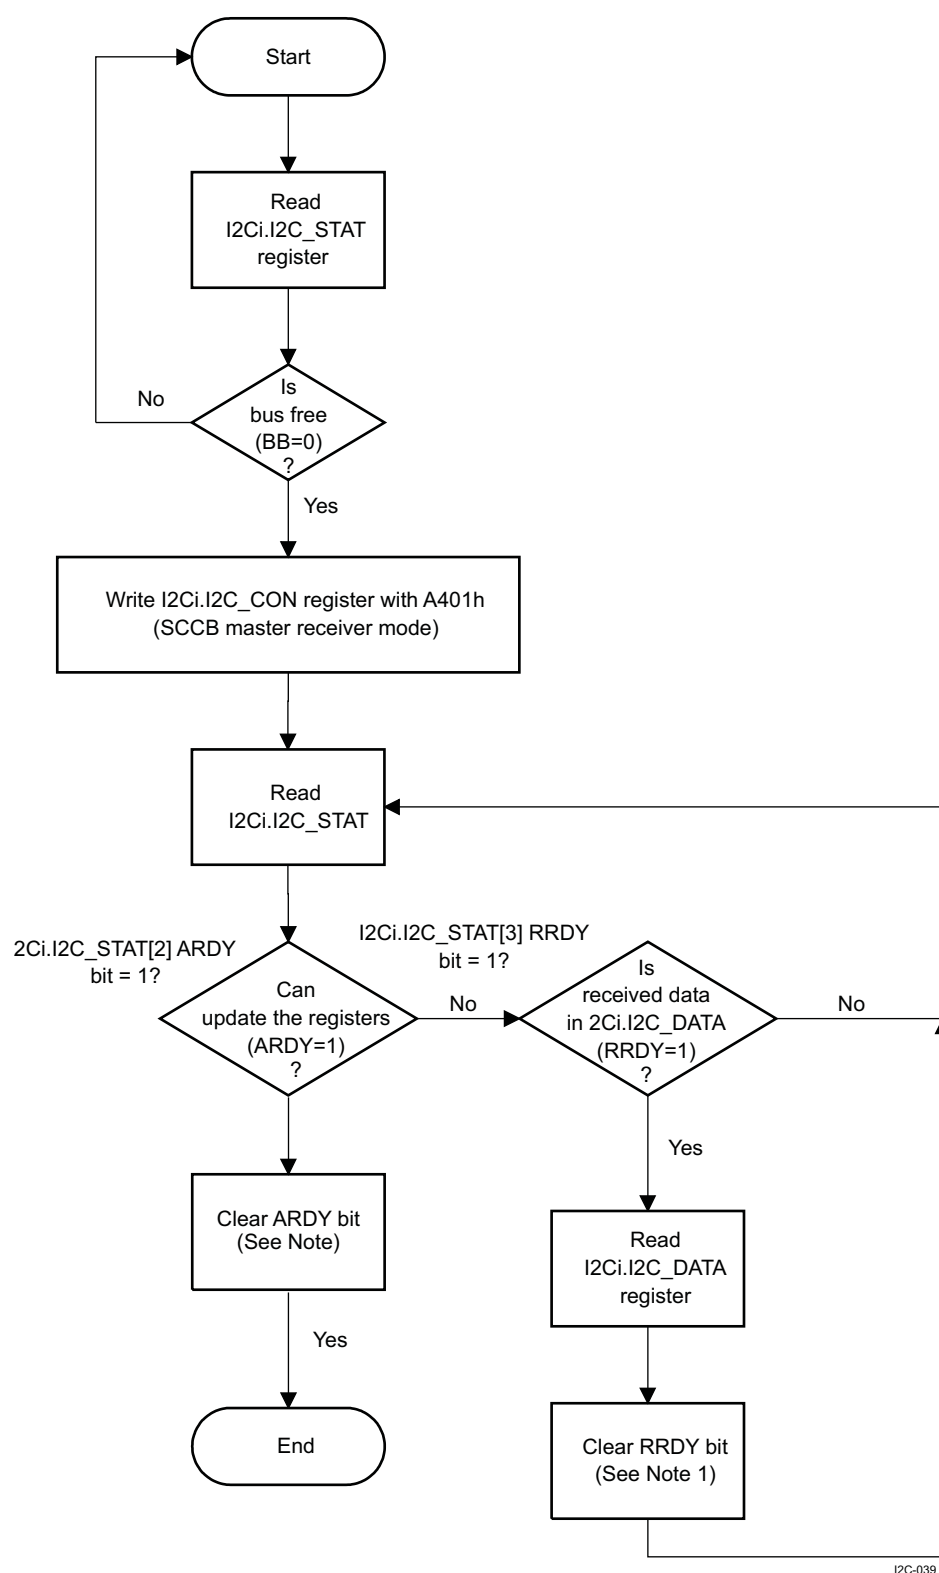 Start
Read
I2Ci.I2C_STAT
register
Is
bus free
(BB=0)
?
No
Yes
Write I2Ci.I2C_CON register with A401h
(SCCB master receiver mode)
Read
I2Ci.I2C_STAT
2Ci.I2C_STAT[2] ARDY
bit = 1?
I2Ci.I2C_STAT[3] RRDY
bit = 1?
Can
update the registers
(ARDY=1)
?
No
Is
received data
in 2Ci.I2C_DATA
(RRDY=1)
?
No
Yes
Clear ARDY bit
(See Note)
Read
I2Ci.I2C_DATA
register
Yes
End
Clear RRDY bit
(See Note 1)
I2C-039